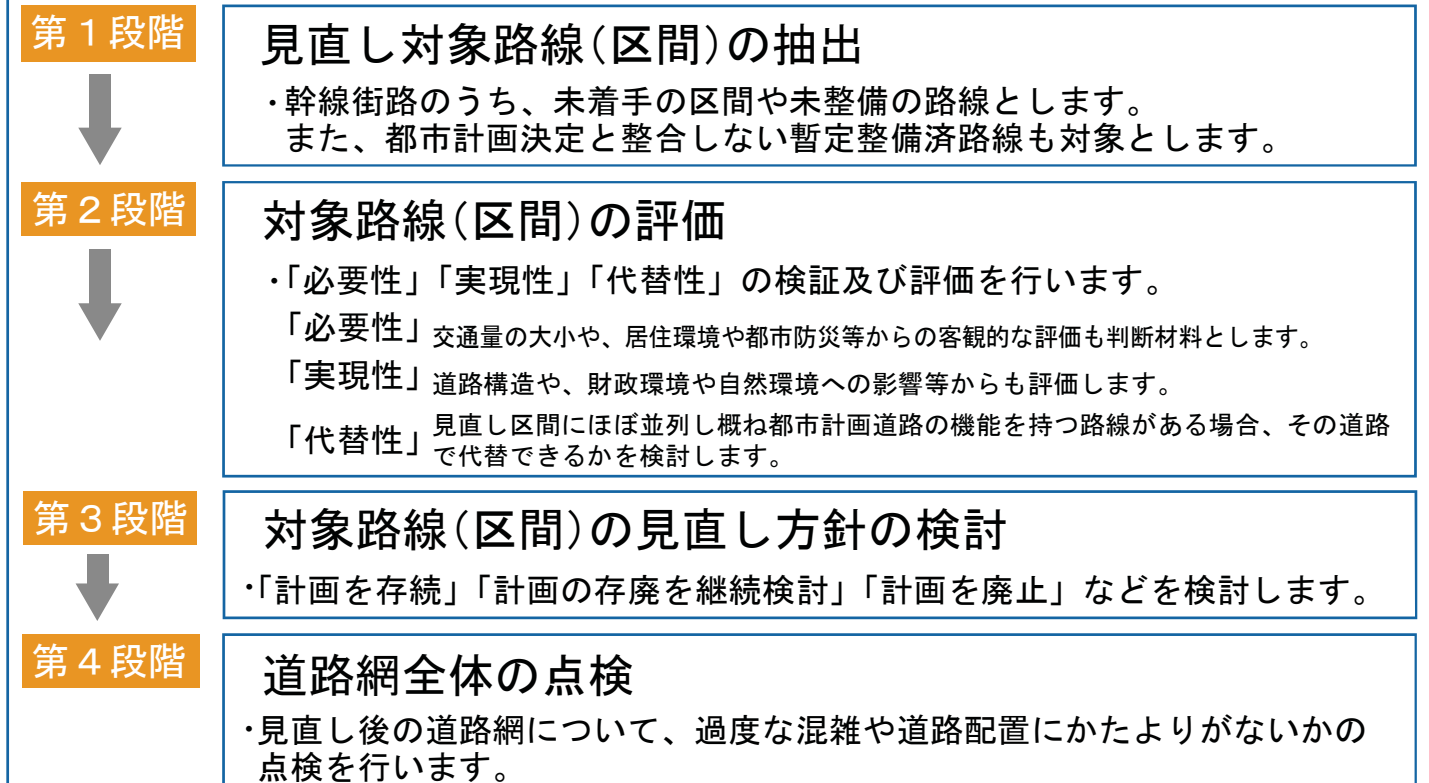 第１段階
見直し対象路線(区間)の抽出
・幹線街路のうち、未着手の区間や未整備の路線とします。
また、都市計画決定と整合しない暫定整備済路線も対象とします。
第２段階
対象路線(区間)の評価
・「必要性」「実現性」「代替性」の検証及び評価を行います。
「必要性」交通量の大小や、居住環境や都市防災等からの客観的な評価も判断材料とします。
「実現性」道路構造や、財政環境や自然環境への影響等からも評価します。
「代替性」見直し区間にほぼ並列し概ね都市計画道路の機能を持つ路線がある場合、その道路
で代替できるかを検討します。
第３段階
対象路線(区間)の見直し方針の検討
・「計画を存続」「計画の存廃を継続検討」「計画を廃止」などを検討します。
第４段階
道路網全体の点検
・見直し後の道路網について、過度な混雑や道路配置にかたよりがないかの
点検を行います。